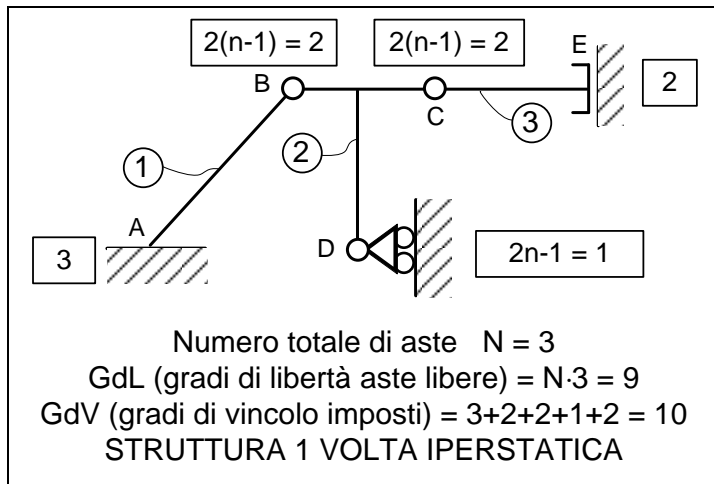 2(n-1) = 2
2(n-1) = 2
E
B
2
C
3
2
1
A
D
3
2n-1 = 1
Numero totale di aste N = 3
GdL (gradi di libertà aste libere) = N·3 = 9
GdV (gradi di vincolo imposti) = 3+2+2+1+2 = 10
STRUTTURA 1 VOLTA IPERSTATICA